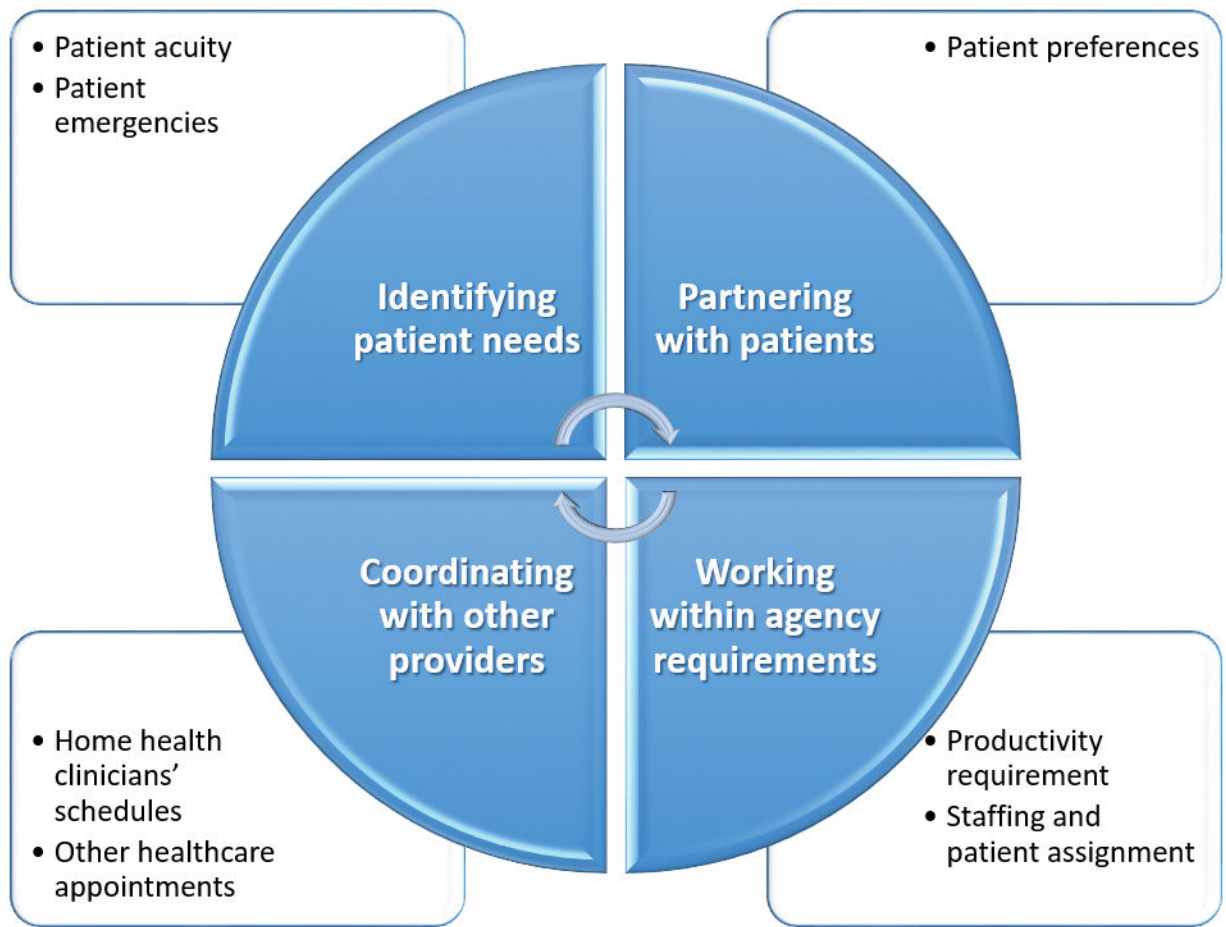 • Patient acuity
• Patient
emergencies
• Patient preferences
Identifying
patient needs
Partnering
with patients
Coordinating
with other
providers
Working
within agency
requirements
• Home health
clinicians’
schedules
• Other healthcare
appointments
• Productivity
requirement
• Staffing and
patient assignment